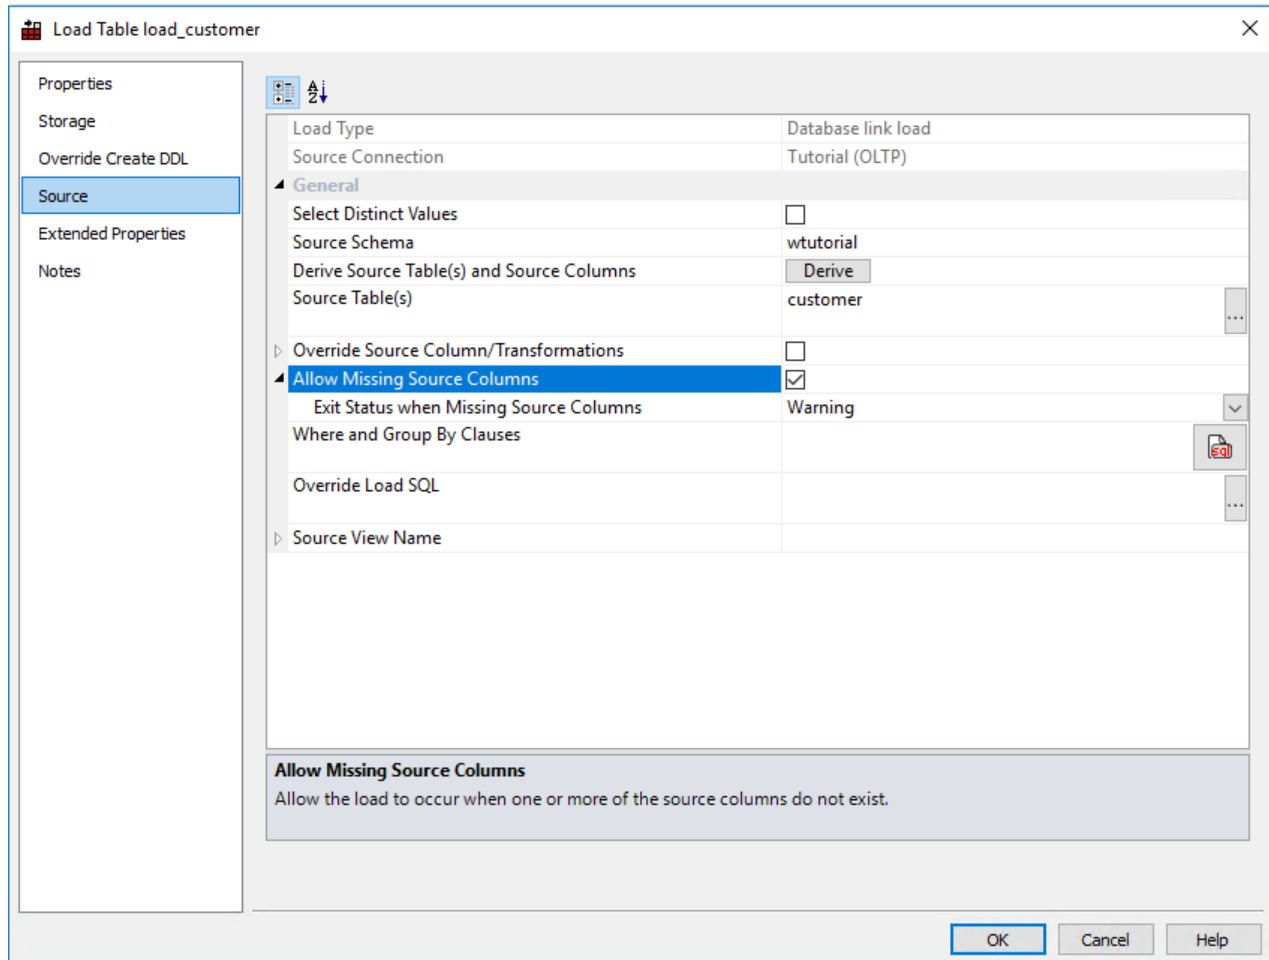 Load Table load_customer
Properties
Storage
Override Create DDL
Source
Extended Properties
Notes
Load Type Database link load
Source Connection Tutorial (OLTP)
General
Select Distinct Values
Source Schema wtutorial
Derive Source Table(s) and Source Columns Derive
Source Table(s) customer
...
Override Source Column/Transformations
Allow Missing Source Columns
Exit Status when Missing Source Columns Warning
Where and Group By Clauses
sql
Override Load SQL
...
Source View Name
Allow Missing Source Columns
Allow the load to occur when one or more of the source columns do not exist.
OK Cancel Help